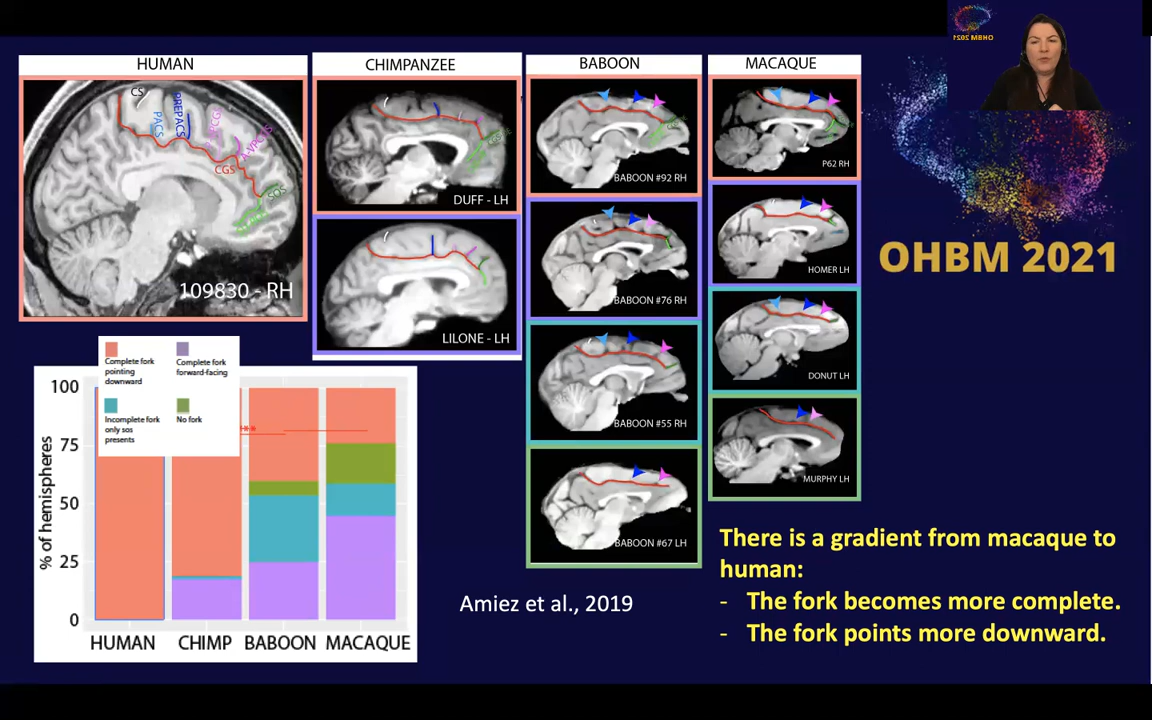 OHBM 2021
HUMAN
CS
PACS
PREPACS
CGS
SOS
109830 - RH
CHIMPANZEE
DUFF - LH
LILONE - LH
BABOON
BABOON #92 RH
BABOON #76 RH
BABOON #55 RH
BABOON #67 LH
MACAQUE
P62 RH
HOMER LH
DONUT LH
MURPHY LH
OHBM 2021
Complete fork
pointing
downward
Complete fork
forward-facing
Incomplete fork
only sos
presents
No fork
% of hemispheres
100
75
50
25
0
**
HUMAN
CHIMP
BABOON
MACAQUE
Amiez et al., 2019
There is a gradient from macaque to
human:
- The fork becomes more complete.
- The fork points more downward.